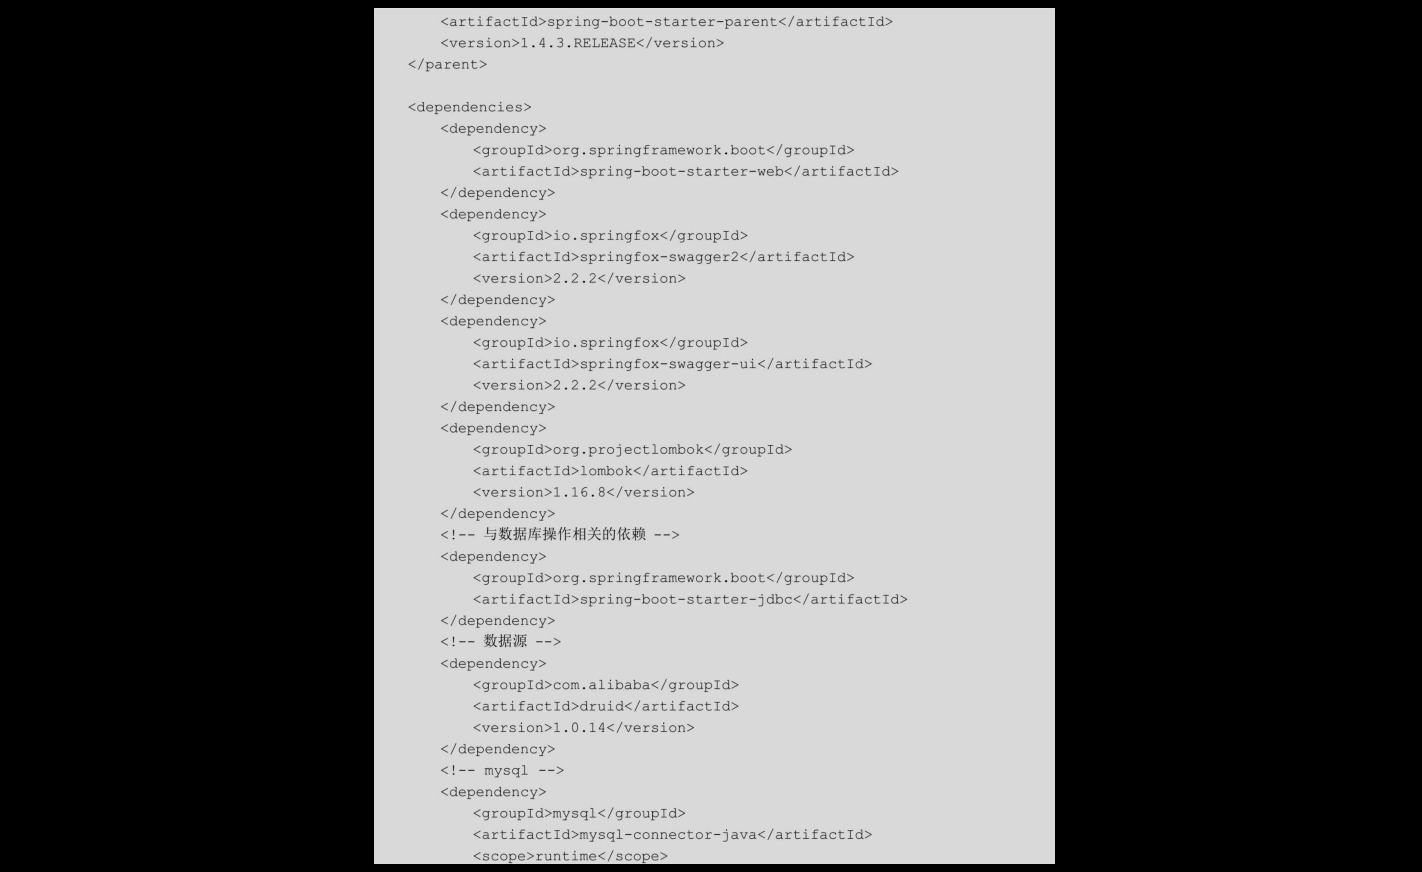 <artifactId>spring-boot-starter-parent</artifactId>
<version>1.4.3.RELEASE</version>
</parent>
<dependencies>
<dependency>
<groupId>org.springframework.boot</groupId>
<artifactId>spring-boot-starter-web</artifactId>
</dependency>
<dependency>
<groupId>io.springfox</groupId>
<artifactId>springfox-swagger2</artifactId>
<version>2.2.2</version>
</dependency>
<dependency>
<groupId>io.springfox</groupId>
<artifactId>springfox-swagger-ui</artifactId>
<version>2.2.2</version>
</dependency>
<dependency>
<groupId>org.projectlombok</groupId>
<artifactId>lombok</artifactId>
<version>1.16.8</version>
</dependency>
<!-- 与数据库操作相关的依赖 -->
<dependency>
<groupId>org.springframework.boot</groupId>
<artifactId>spring-boot-starter-jdbc</artifactId>
</dependency>
<!-- 数据源 -->
<dependency>
<groupId>com.alibaba</groupId>
<artifactId>druid</artifactId>
<version>1.0.14</version>
</dependency>
<!-- mysql -->
<dependency>
<groupId>mysql</groupId>
<artifactId>mysql-connector-java</artifactId>
<scope>runtime</scope>